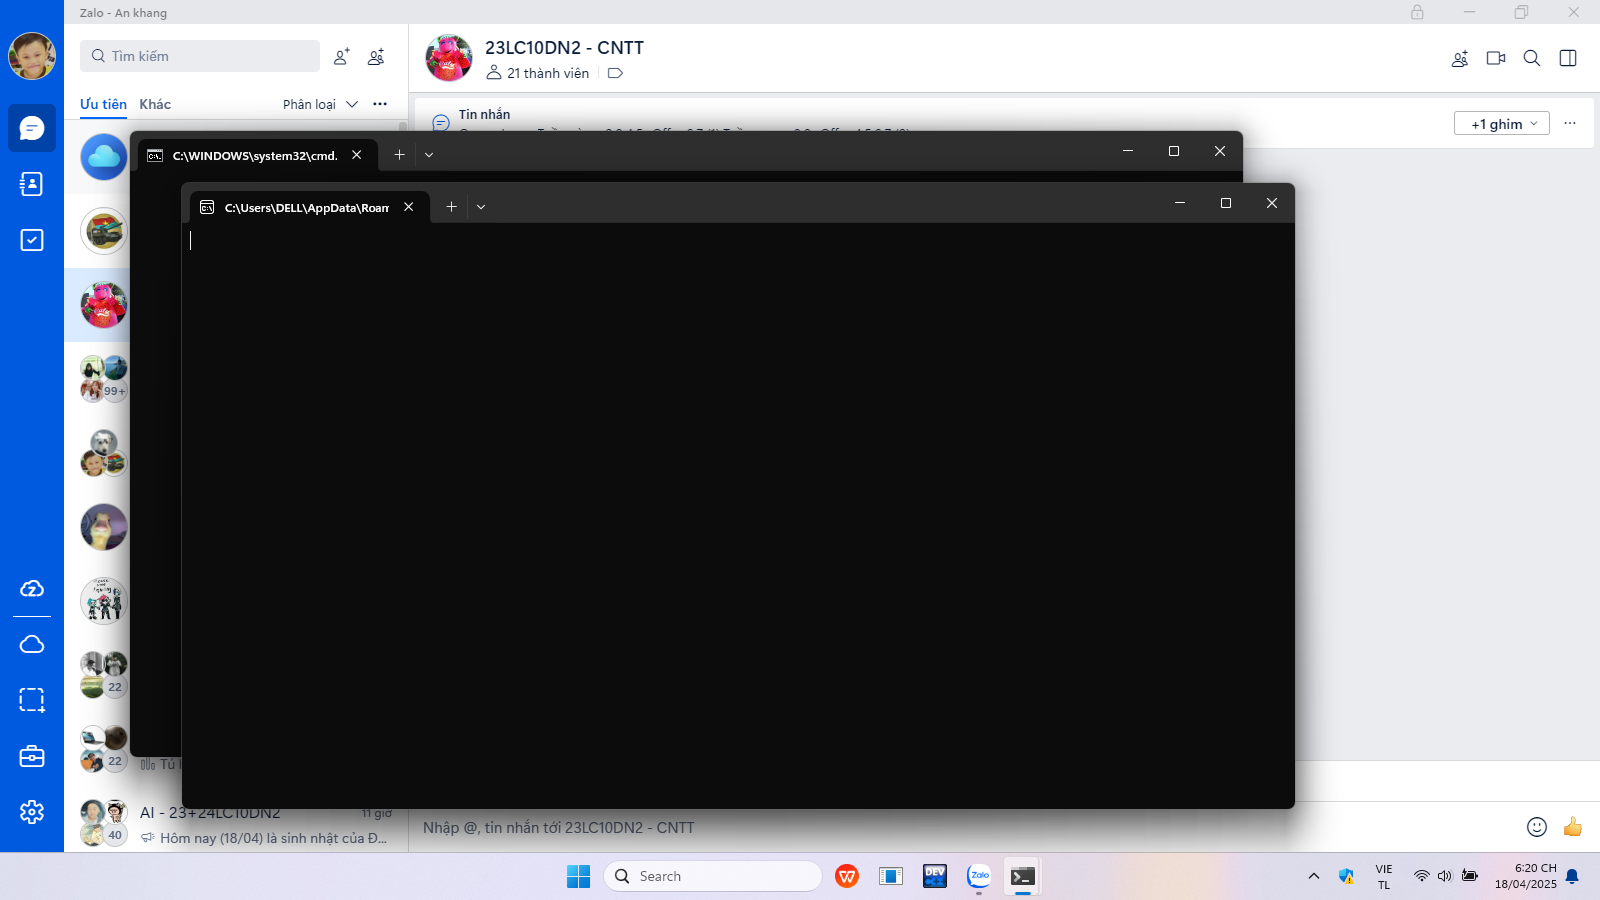 Zalo - An khang
Tìm kiếm
Ưu tiên
Khác
Phân loại
23LC10DN2 - CNTT
21 thành viên
Tin nhắn
+1 ghim
C:\WINDOWS\system32\cmd.
C:\Users\DELL\AppData\Roam
99+
22
22
Tú
40
AI - 23+24LC10DN2
11 giờ
Hôm nay (18/04) là sinh nhật của Đ...
Nhập @, tin nhắn tới 23LC10DN2 - CNTT
Search
DEV
Zalo
VIE
TL
6:20 CH
18/04/2025